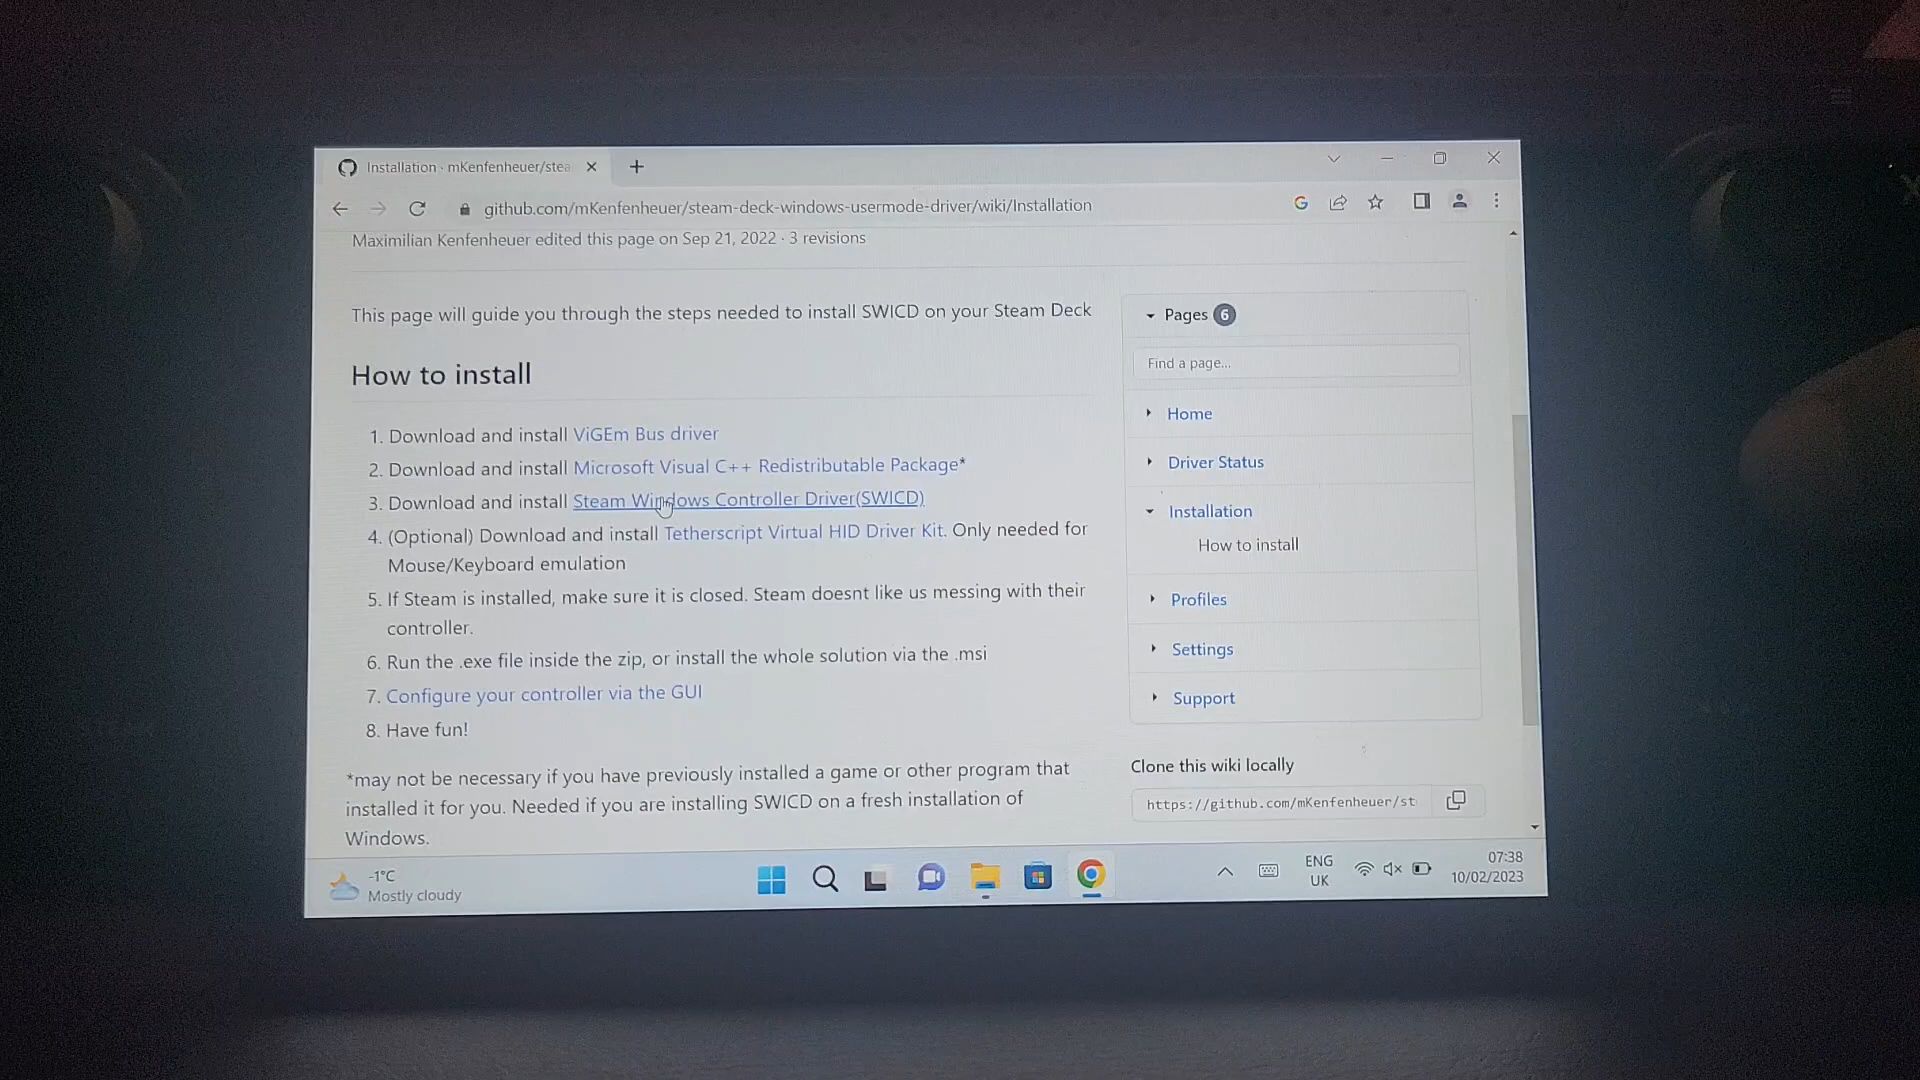 Installation · mKenfenheuer/stea
github.com/mKenfenheuer/steam-deck-windows-usermode-driver/wiki/Installation
Maximilian Kenfenheuer edited this page on Sep 21, 2022 · 3 revisions
This page will guide you through the steps needed to install SWICD on your Steam Deck
How to install
1. Download and install ViGEm Bus driver
2. Download and install Microsoft Visual C++ Redistributable Package*
3. Download and install Steam Windows Controller Driver(SWICD)
4. (Optional) Download and install Tetherscript Virtual HID Driver Kit. Only needed for
Mouse/Keyboard emulation
5. If Steam is installed, make sure it is closed. Steam doesnt like us messing with their
controller.
6. Run the .exe file inside the zip, or install the whole solution via the .msi
7. Configure your controller via the GUI
8. Have fun!
*may not be necessary if you have previously installed a game or other program that
installed it for you. Needed if you are installing SWICD on a fresh installation of
Windows.
Pages 6
Find a page...
Home
Driver Status
Installation
How to install
Profiles
Settings
Support
Clone this wiki locally
https://github.com/mKenfenheuer/st
-1°C
Mostly cloudy
ENG
UK
07:38
10/02/2023